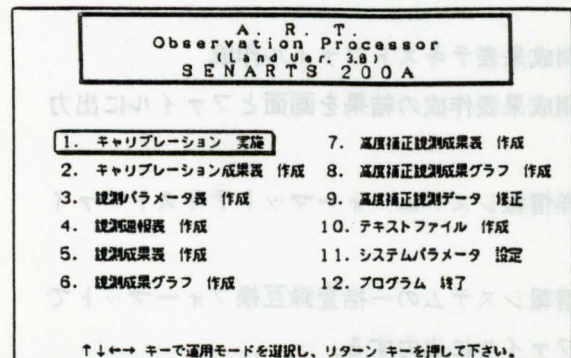 A. R. T.
Observation Processor
(Land Ver. 3.0)
SENARTS 200A
1. キャリブレーション 実施
2. キャリブレーション成果表 作成
3. 観測パラメータ表 作成
4. 観測速報表 作成
5. 観測成果表 作成
6. 観測成果グラフ 作成
7. 高度補正観測成果表 作成
8. 高度補正観測成果グラフ 作成
9. 高度補正観測データ 修正
10. テキストファイル 作成
11. システムパラメータ 設定
12. プログラム 終了
↑↓←→ キーで運用モードを選択し、リターン キーを押して下さい。